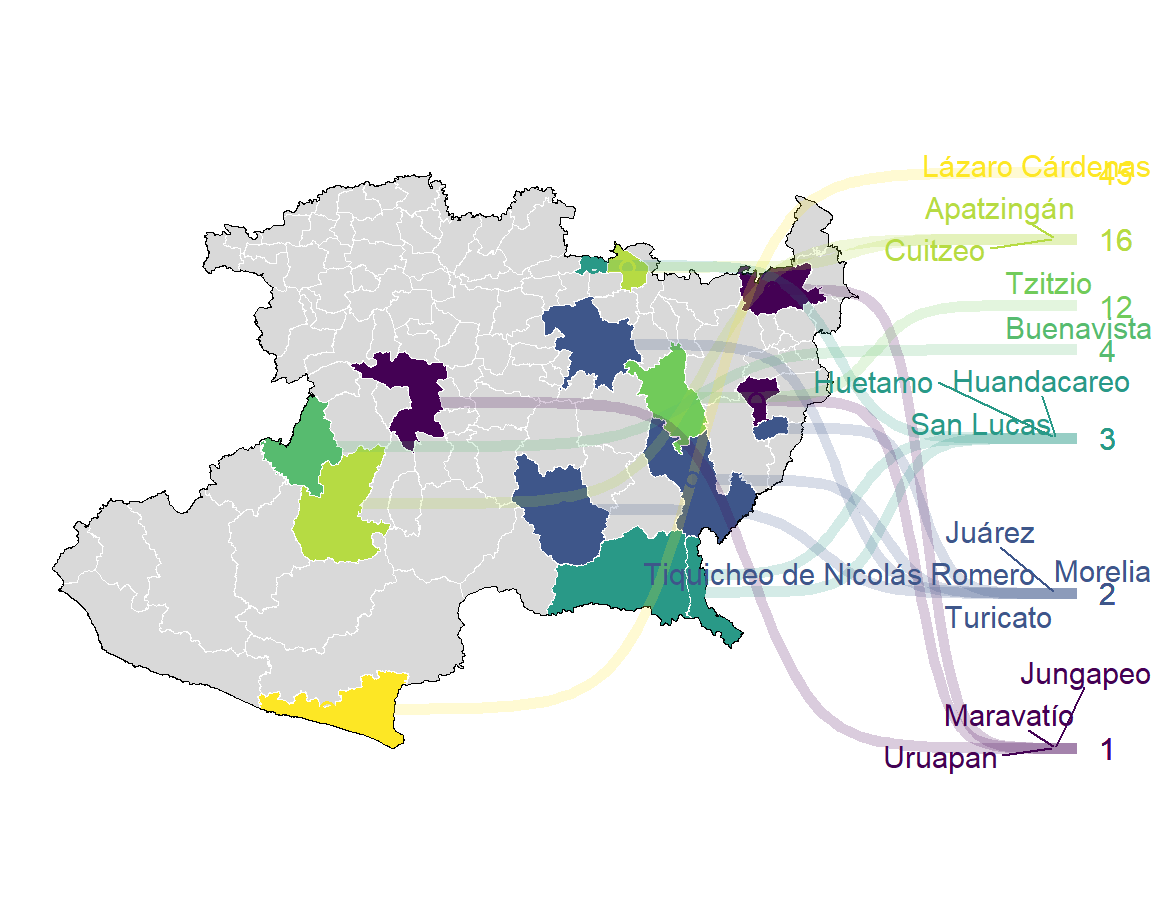 Lázaro Cárdenas
45
Apatzingán
Cuitzeo
16
Tzitzio
12
Buenavista
4
Huetamo
Huandacareo
San Lucas
3
Juárez
Tiquicheo de Nicolás Romero
Morelia
2
Turicato
Jungapeo
Maravatío
Uruapan
1